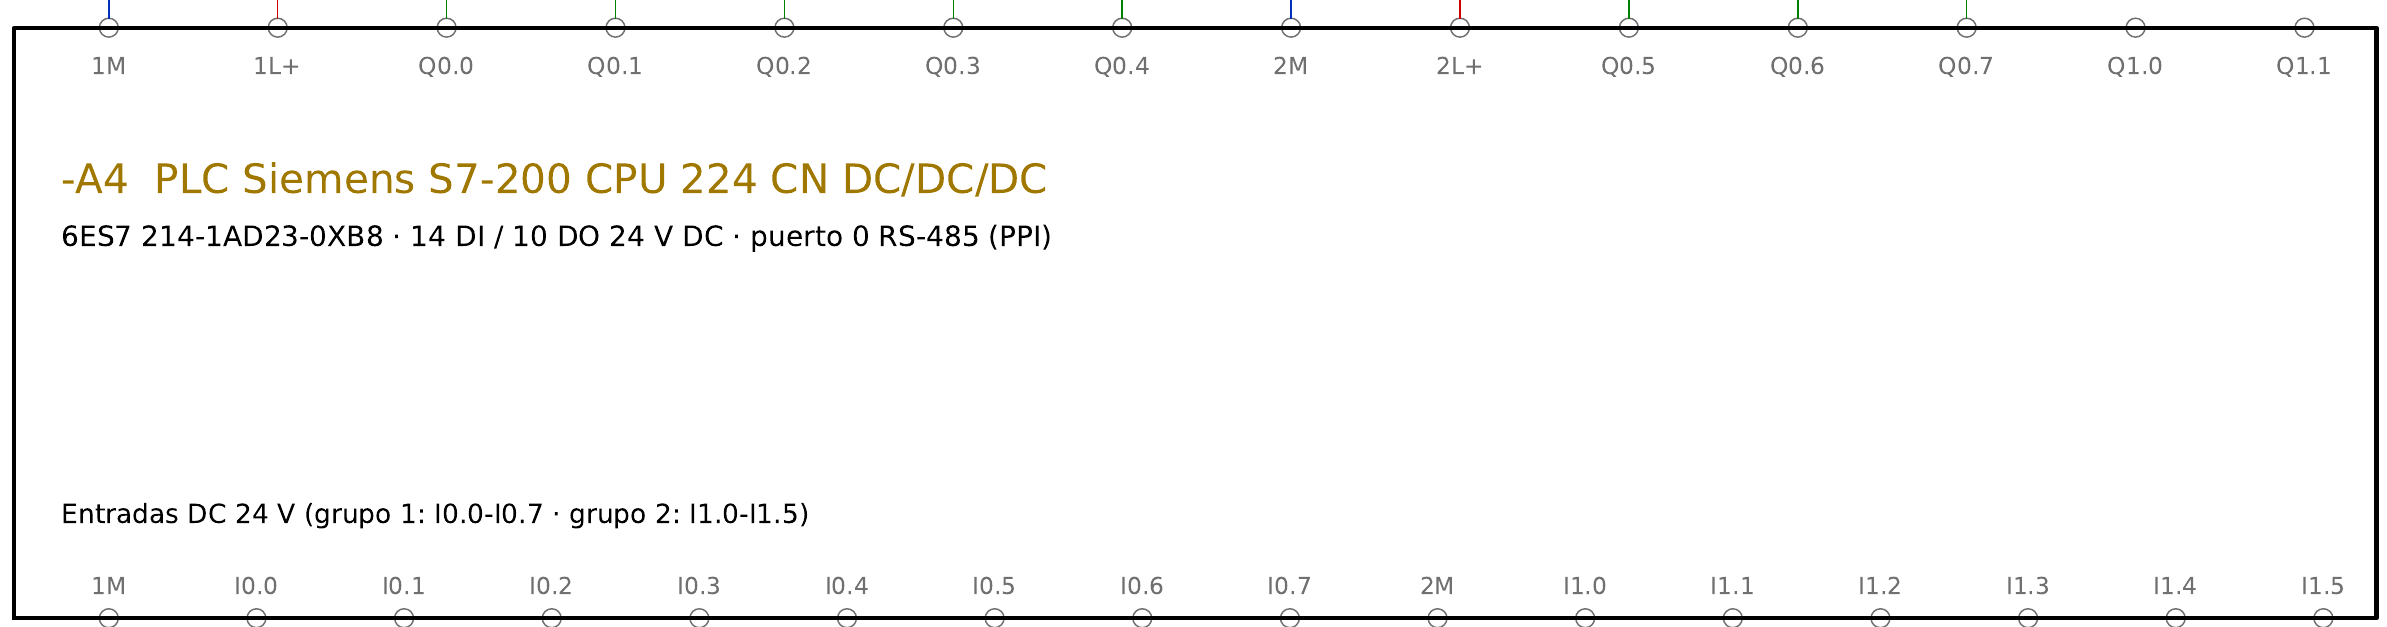 1M 1L+ Q0.0 Q0.1 Q0.2 Q0.3 Q0.4 2M 2L+ Q0.5 Q0.6 Q0.7 Q1.0 Q1.1
-A4 PLC Siemens S7-200 CPU 224 CN DC/DC/DC
6ES7 214-1AD23-0XB8 · 14 DI / 10 DO 24 V DC · puerto 0 RS-485 (PPI)
Entradas DC 24 V (grupo 1: I0.0-I0.7 · grupo 2: I1.0-I1.5)
1M I0.0 I0.1 I0.2 I0.3 I0.4 I0.5 I0.6 I0.7 2M I1.0 I1.1 I1.2 I1.3 I1.4 I1.5